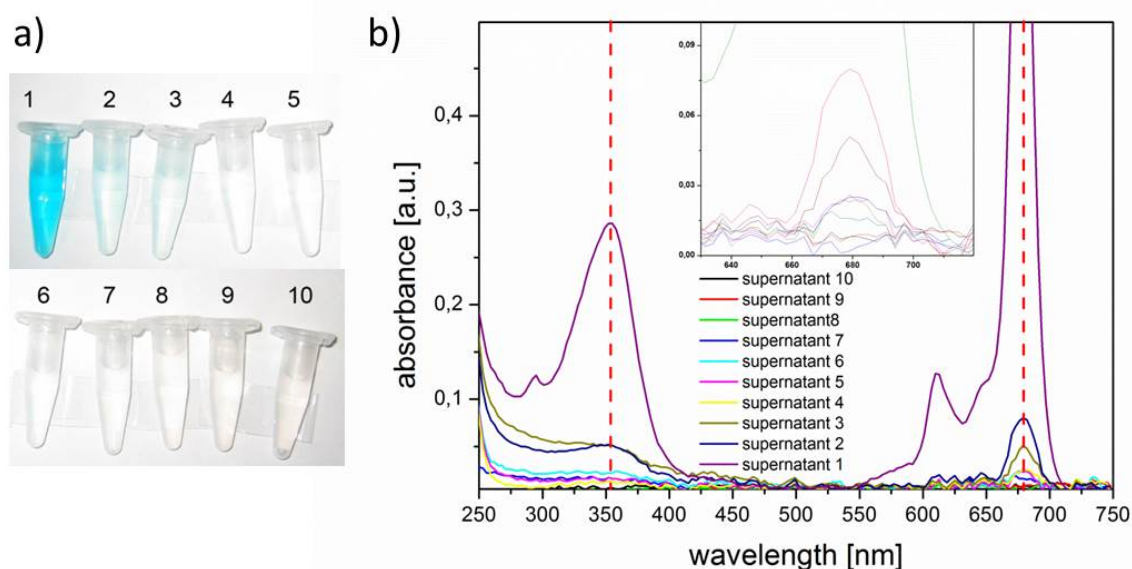 a)
1 2 3 4 5
6 7 8 9 10
b)
absorbance [a.u.]
0,4
0,3
0,2
0,1
250 300 350 400 450 500 550 600 650 700 750
wavelength [nm]
0,09
0,06
0,03
0,00
640 660 680 700
supernatant 10
supernatant 9
supernatant8
supernatant 7
supernatant 6
supernatant 5
supernatant 4
supernatant 3
supernatant 2
supernatant 1